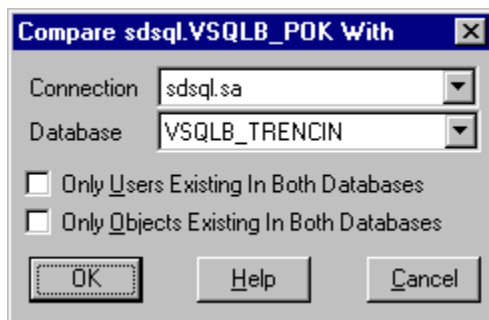 Compare sdsql.VSQLB_POK With
Connection sdsql.sa
Database VSQLB_TRENCIN
Only Users Existing In Both Databases
Only Objects Existing In Both Databases
OK Help Cancel